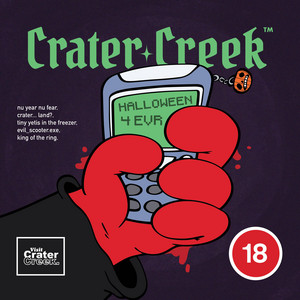 Crater Creek™
nu year nu fear.
crater... land?.
tiny yetis in the freezer.
evil_scooter.exe.
king of the ring.
HALLOWEEN
4 EVR
Visit
Crater
Creek.
18